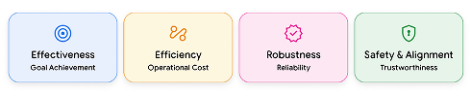 Effectiveness
Goal Achievement
Efficiency
Operational Cost
Robustness
Reliability
Safety & Alignment
Trustworthiness